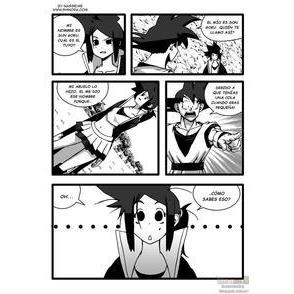 MI
NOMBRE
ES SON
GOKU.
CUÁL ES EL
TUYO?
EL MÍO ES
SON GOKU.
QUIÉN TE
LLAMO ASÍ?
MI ABUELO LO
HIZO, EL ME DIO
ESE NOMBRE
PORQUE...
DEBIDO A
QUE TENÍAS
UNA COLA
CUANDO ERAS
PEQUEÑA!
OH...
...CÓMO
SABES ESO?